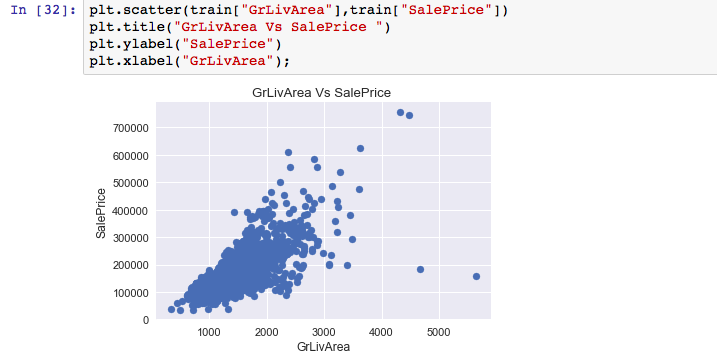 In [32]: plt.scatter(train["GrLivArea"],train["SalePrice"])
plt.title("GrLivArea Vs SalePrice ")
plt.ylabel("SalePrice")
plt.xlabel("GrLivArea");
GrLivArea Vs SalePrice
700000
600000
500000
400000
300000
200000
100000
0
SalePrice
1000 2000 3000 4000 5000
GrLivArea